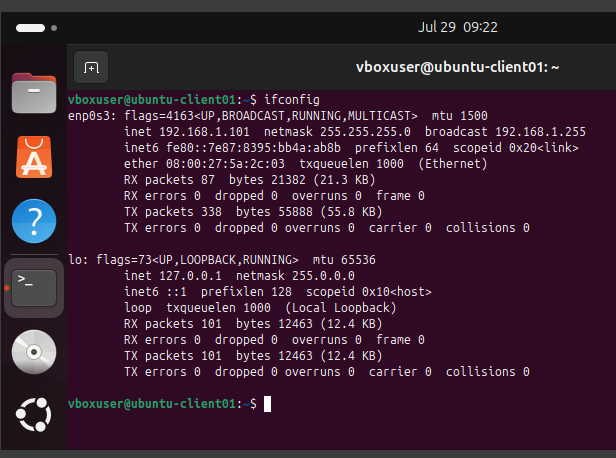 Jul 29 09:22
vboxuser@ubuntu-client01: ~
vboxuser@ubuntu-client01:~$ ifconfig
enp0s3: flags=4163<UP,BROADCAST,RUNNING,MULTICAST>  mtu 1500
        inet 192.168.1.101  netmask 255.255.255.0  broadcast 192.168.1.255
        inet6 fe80::7e87:8395:bb4a:ab8b  prefixlen 64  scopeid 0x20<link>
        ether 08:00:27:5a:2c:03  txqueuelen 1000  (Ethernet)
        RX packets 87  bytes 21382 (21.3 KB)
        RX errors 0  dropped 0  overruns 0  frame 0
        TX packets 338  bytes 55888 (55.8 KB)
        TX errors 0  dropped 0 overruns 0  carrier 0  collisions 0
lo: flags=73<UP,LOOPBACK,RUNNING>  mtu 65536
        inet 127.0.0.1  netmask 255.0.0.0
        inet6 ::1  prefixlen 128  scopeid 0x10<host>
        loop  txqueuelen 1000  (Local Loopback)
        RX packets 101  bytes 12463 (12.4 KB)
        RX errors 0  dropped 0  overruns 0  frame 0
        TX packets 101  bytes 12463 (12.4 KB)
        TX errors 0  dropped 0 overruns 0  carrier 0  collisions 0
vboxuser@ubuntu-client01:~$